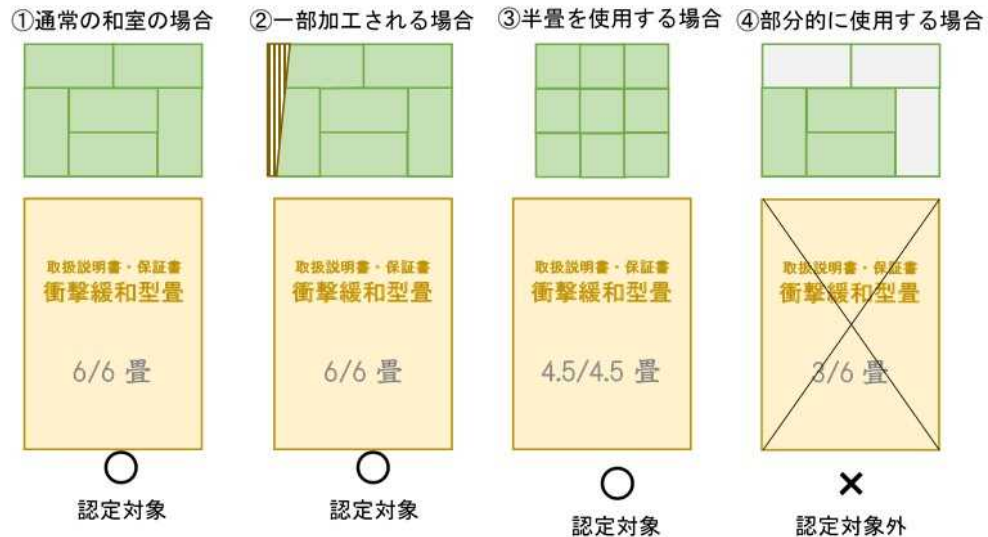 ①通常の和室の場合
②一部加工される場合
③半畳を使用する場合
④部分的に使用する場合
取扱説明書・保証書
衝撃緩和型畳
6/6 畳
取扱説明書・保証書
衝撃緩和型畳
6/6 畳
取扱説明書・保証書
衝撃緩和型畳
4.5/4.5 畳
取扱説明書・保証書
衝撃緩和型畳
3/6 畳
○
認定対象
○
認定対象
○
認定対象
×
認定対象外